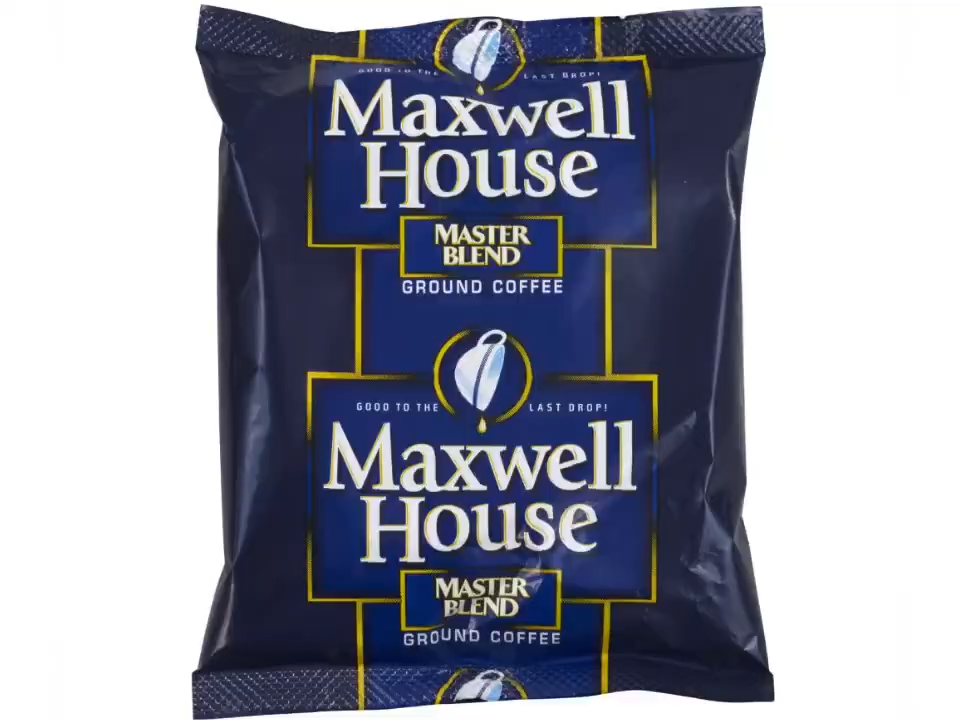 GOOD TO THE LAST DROP!
Maxwell
House
MASTER
BLEND
GROUND COFFEE
GOOD TO THE LAST DROP!
Maxwell
House
MASTER
BLEND
GROUND COFFEE